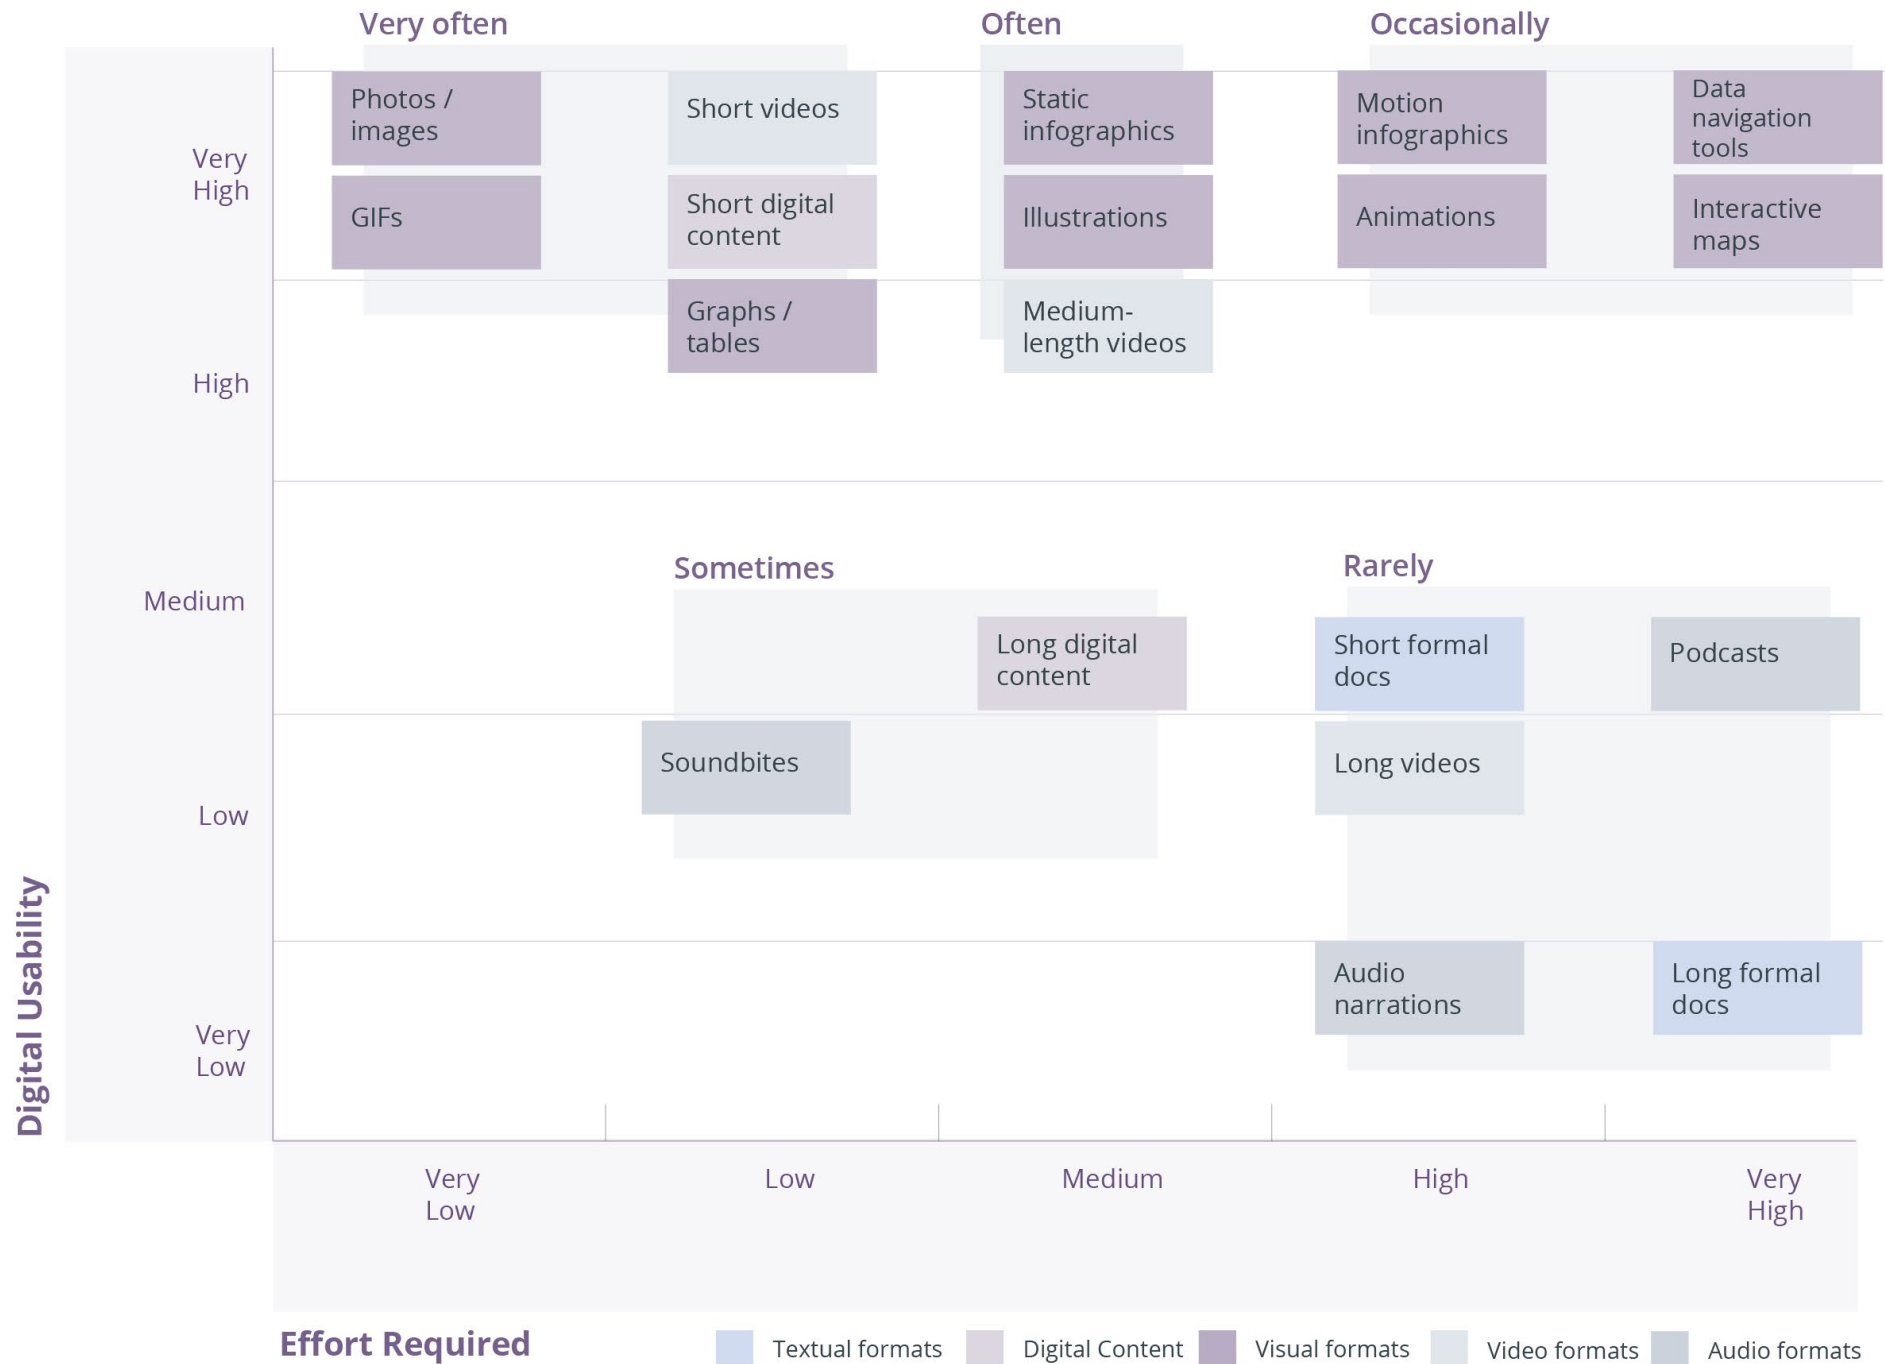 Very often
Often
Occasionally
Photos /
images
Short videos
Static
infographics
Motion
infographics
Data
navigation
tools
Very
High
GIFs
Short digital
content
Illustrations
Animations
Interactive
maps
High
Graphs /
tables
Medium-
length videos
Sometimes
Rarely
Medium
Long digital
content
Short formal
docs
Podcasts
Low
Soundbites
Long videos
Very
Low
Audio
narrations
Long formal
docs
Digital Usability
Very
Low
Low
Medium
High
Very
High
Effort Required
Textual formats
Digital Content
Visual formats
Video formats
Audio formats